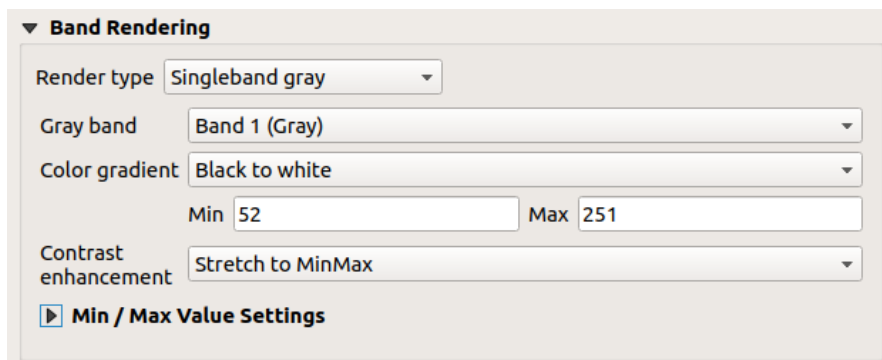 Band Rendering
Render type Singleband gray
Gray band Band 1 (Gray)
Color gradient Black to white
Min 52 Max 251
Contrast
enhancement Stretch to MinMax
Min / Max Value Settings